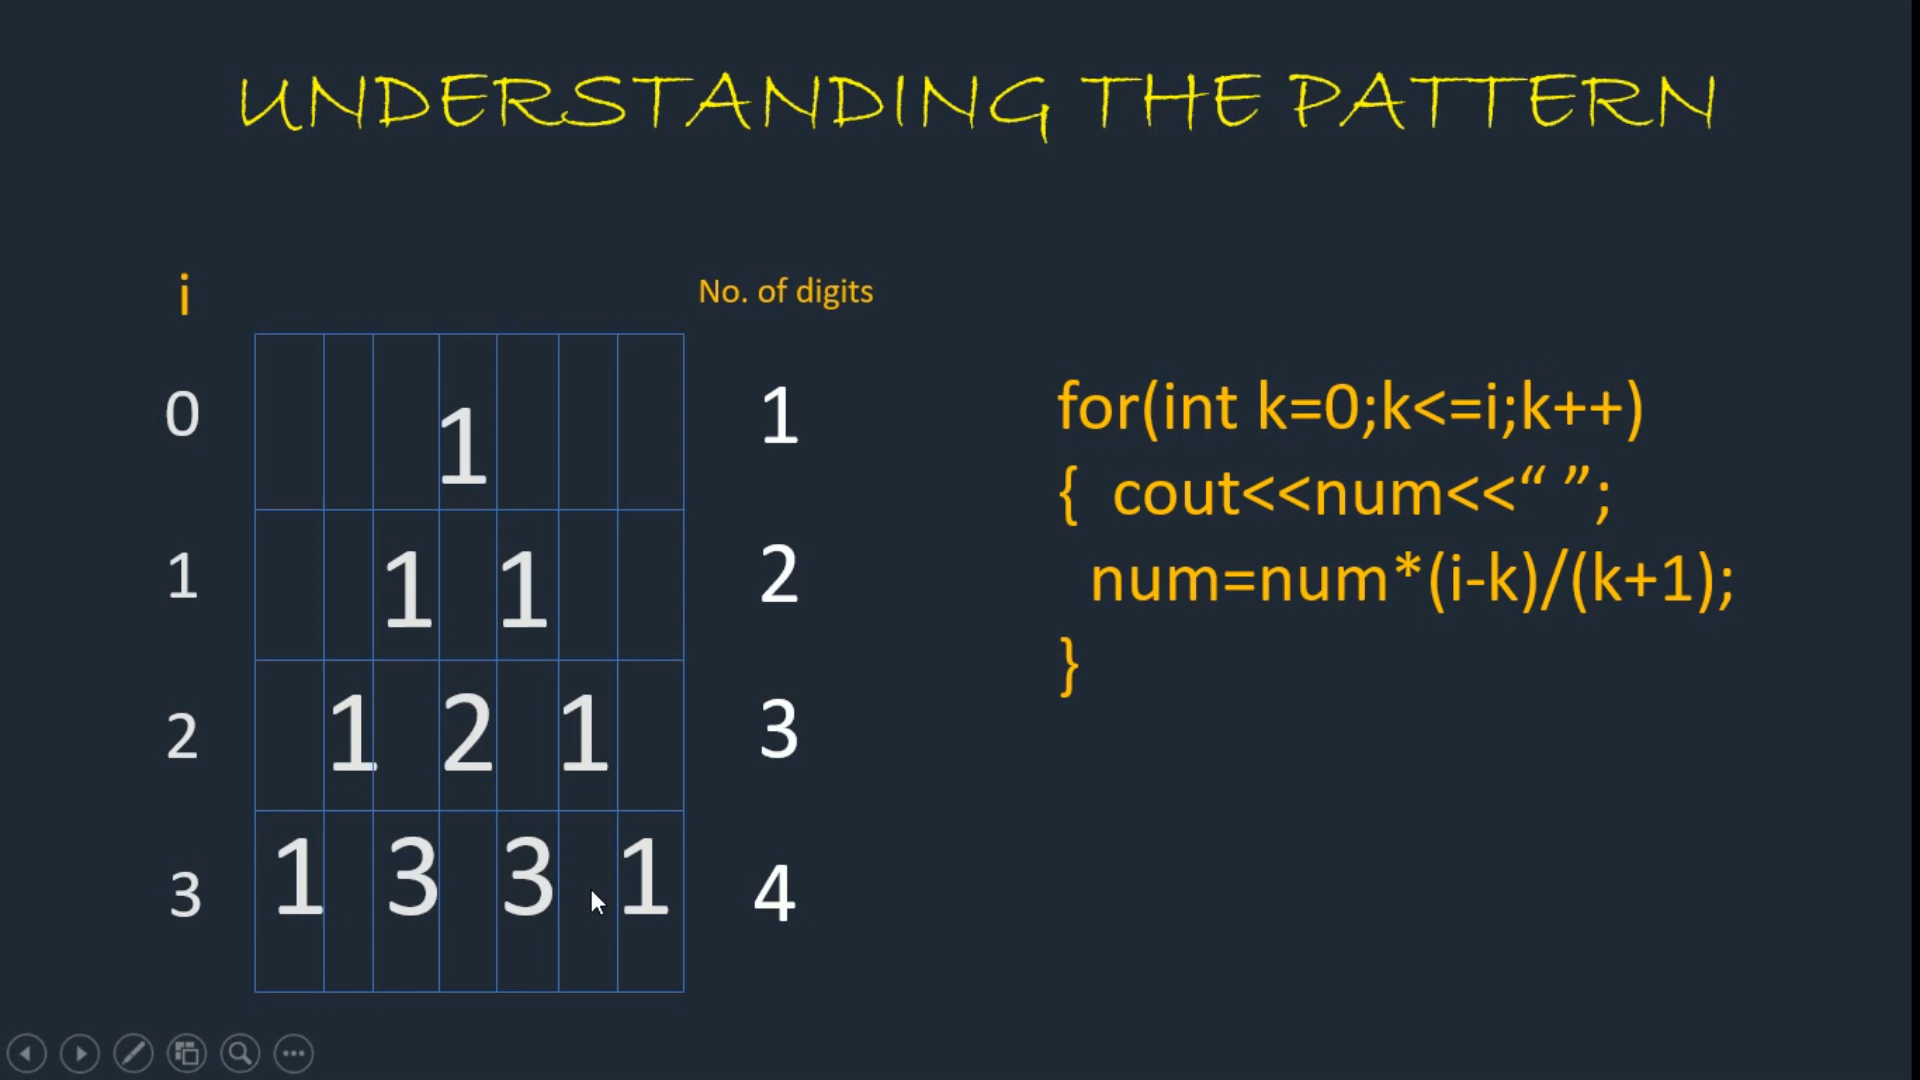 UNDERSTANDING THE PATTERN
i No. of digits
0 1 1
1 1 1 2
2 1 2 1 3
3 1 3 3 1 4
for(int k=0;k<=i;k++)
{ cout<<num<<“ ”;
num=num*(i-k)/(k+1);
}